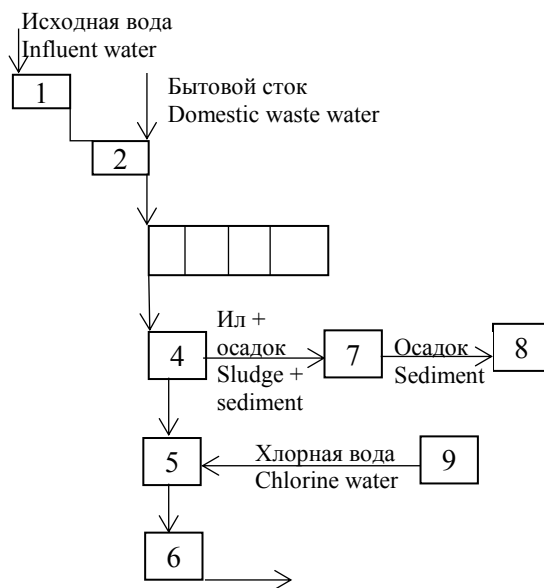 Исходная вода
Influent water
1
Бытовой сток
Domestic waste water
2
Ил +
осадок
Sludge +
sediment
4
7
Осадок
Sediment
8
5
Хлорная вода
Chlorine water
9
6